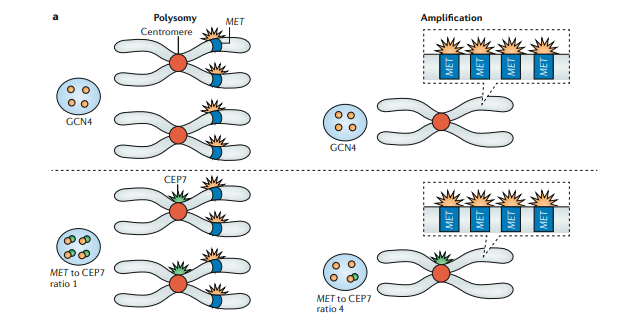 a
Polysomy
Amplification
Centromere
MET
MET MET MET MET
GCN4
GCN4
CEP7
MET MET MET MET
MET to CEP7
ratio 1
MET to CEP7
ratio 4